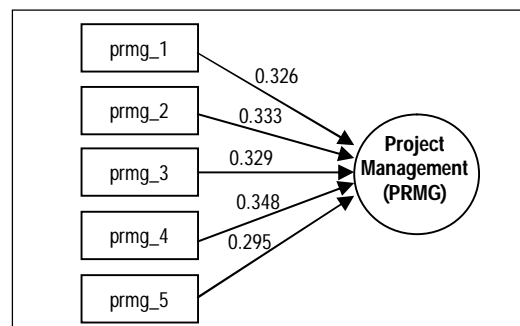 prmg_1
0.326
prmg_2
0.333
prmg_3
0.329
prmg_4
0.348
prmg_5
0.295
Project
Management
(PRMG)